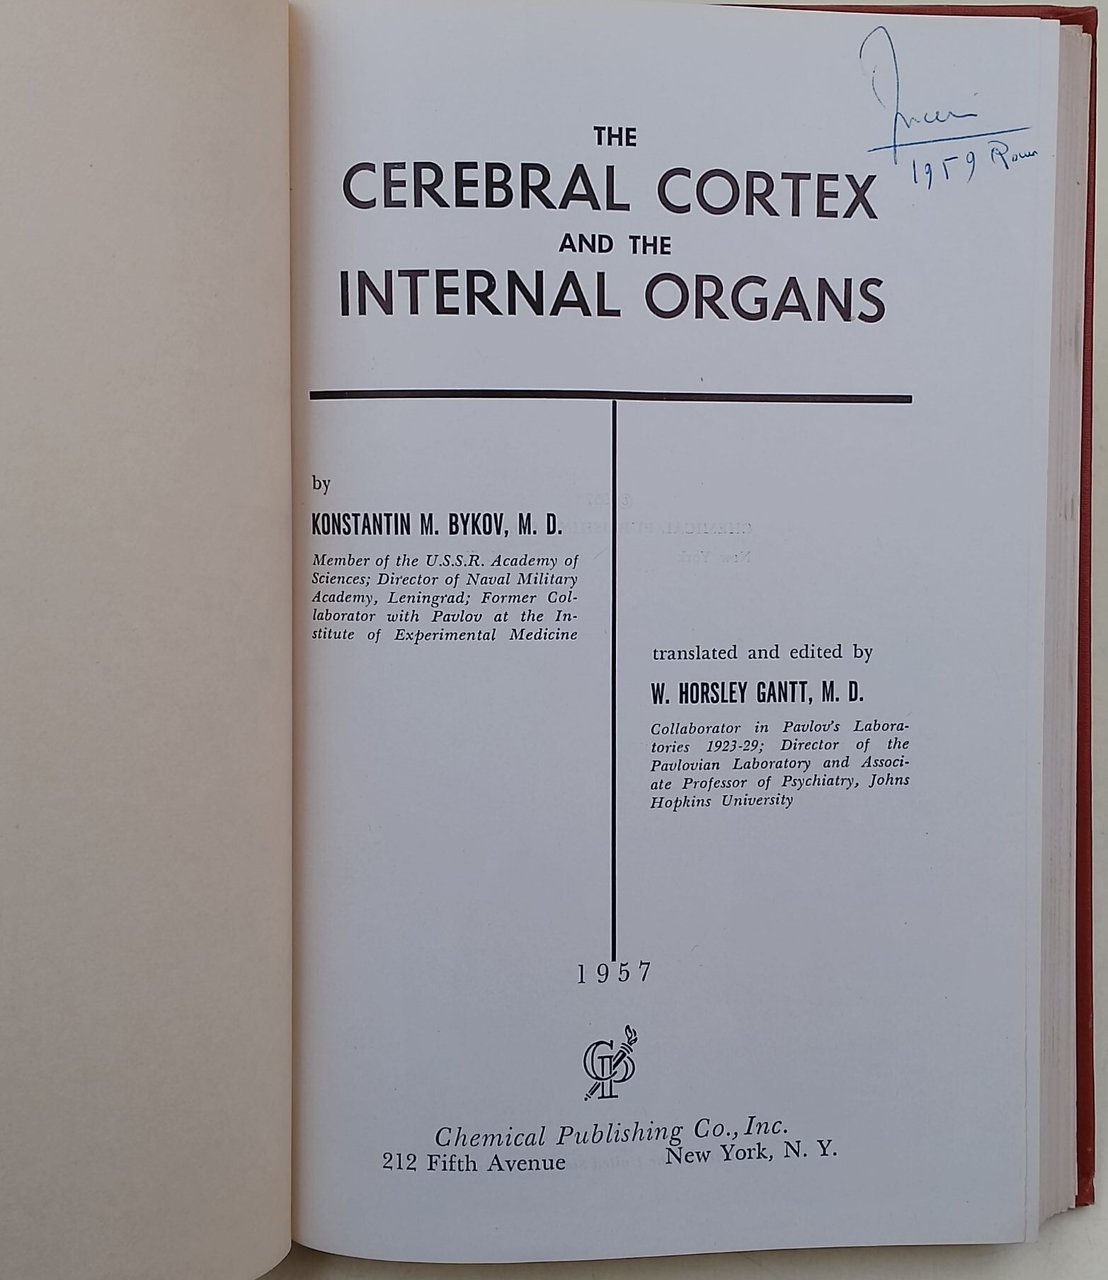 1959
THE
CEREBRAL CORTEX
AND THE
INTERNAL ORGANS
by
KONSTANTIN M. BYKOV, M. D.
Member of the U.S.S.R. Academy of
Sciences; Director of Naval Military
Academy, Leningrad; Former Col-
laborator with Pavlov at the In-
stitute of Experimental Medicine
translated and edited by
W. HORSLEY GANTT, M. D.
Collaborator in Pavlov's Labora-
tories 1923-29; Director of the
Pavlovian Laboratory and Associ-
ate Professor of Psychiatry, Johns
Hopkins University
1957
Chemical Publishing Co., Inc.
212 Fifth Avenue New York, N. Y.